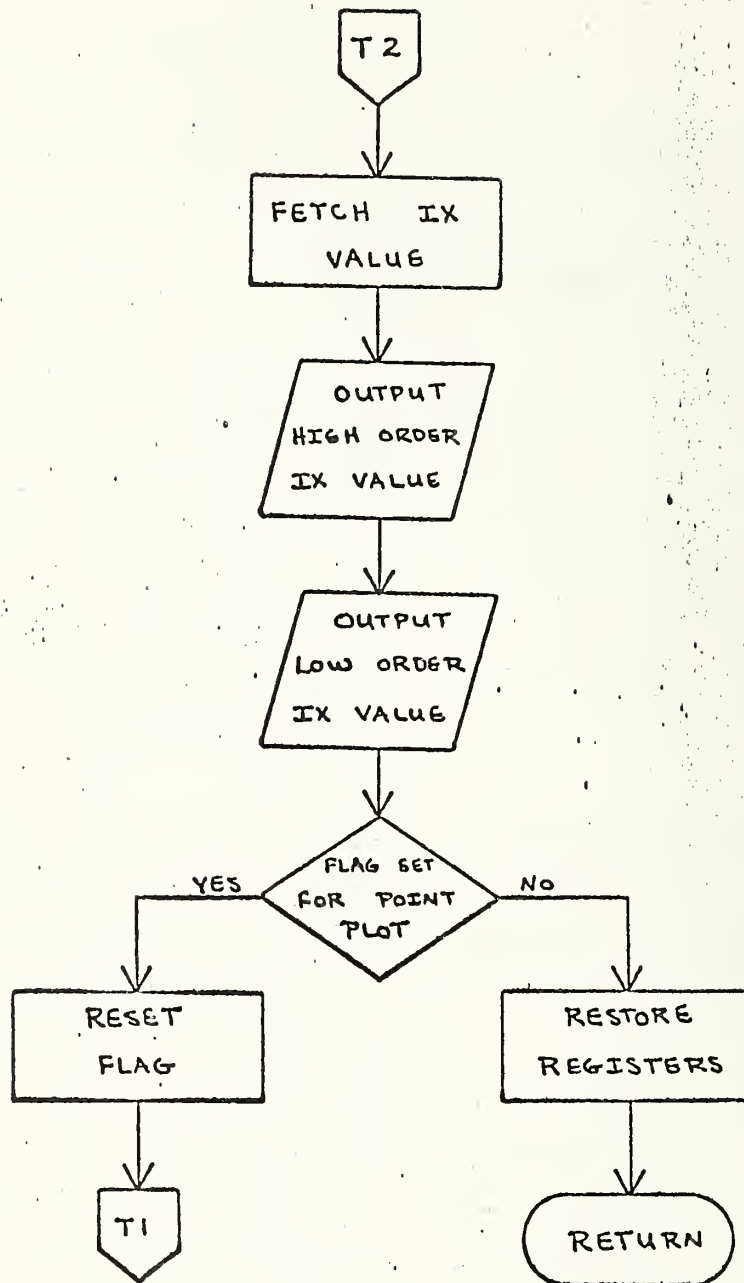 T2
FETCH IX
VALUE
OUTPUT
HIGH ORDER
IX VALUE
OUTPUT
LOW ORDER
IX VALUE
FLAG SET
FOR POINT
PLOT
YES
NO
RESET
FLAG
RESTORE
REGISTERS
T1
RETURN